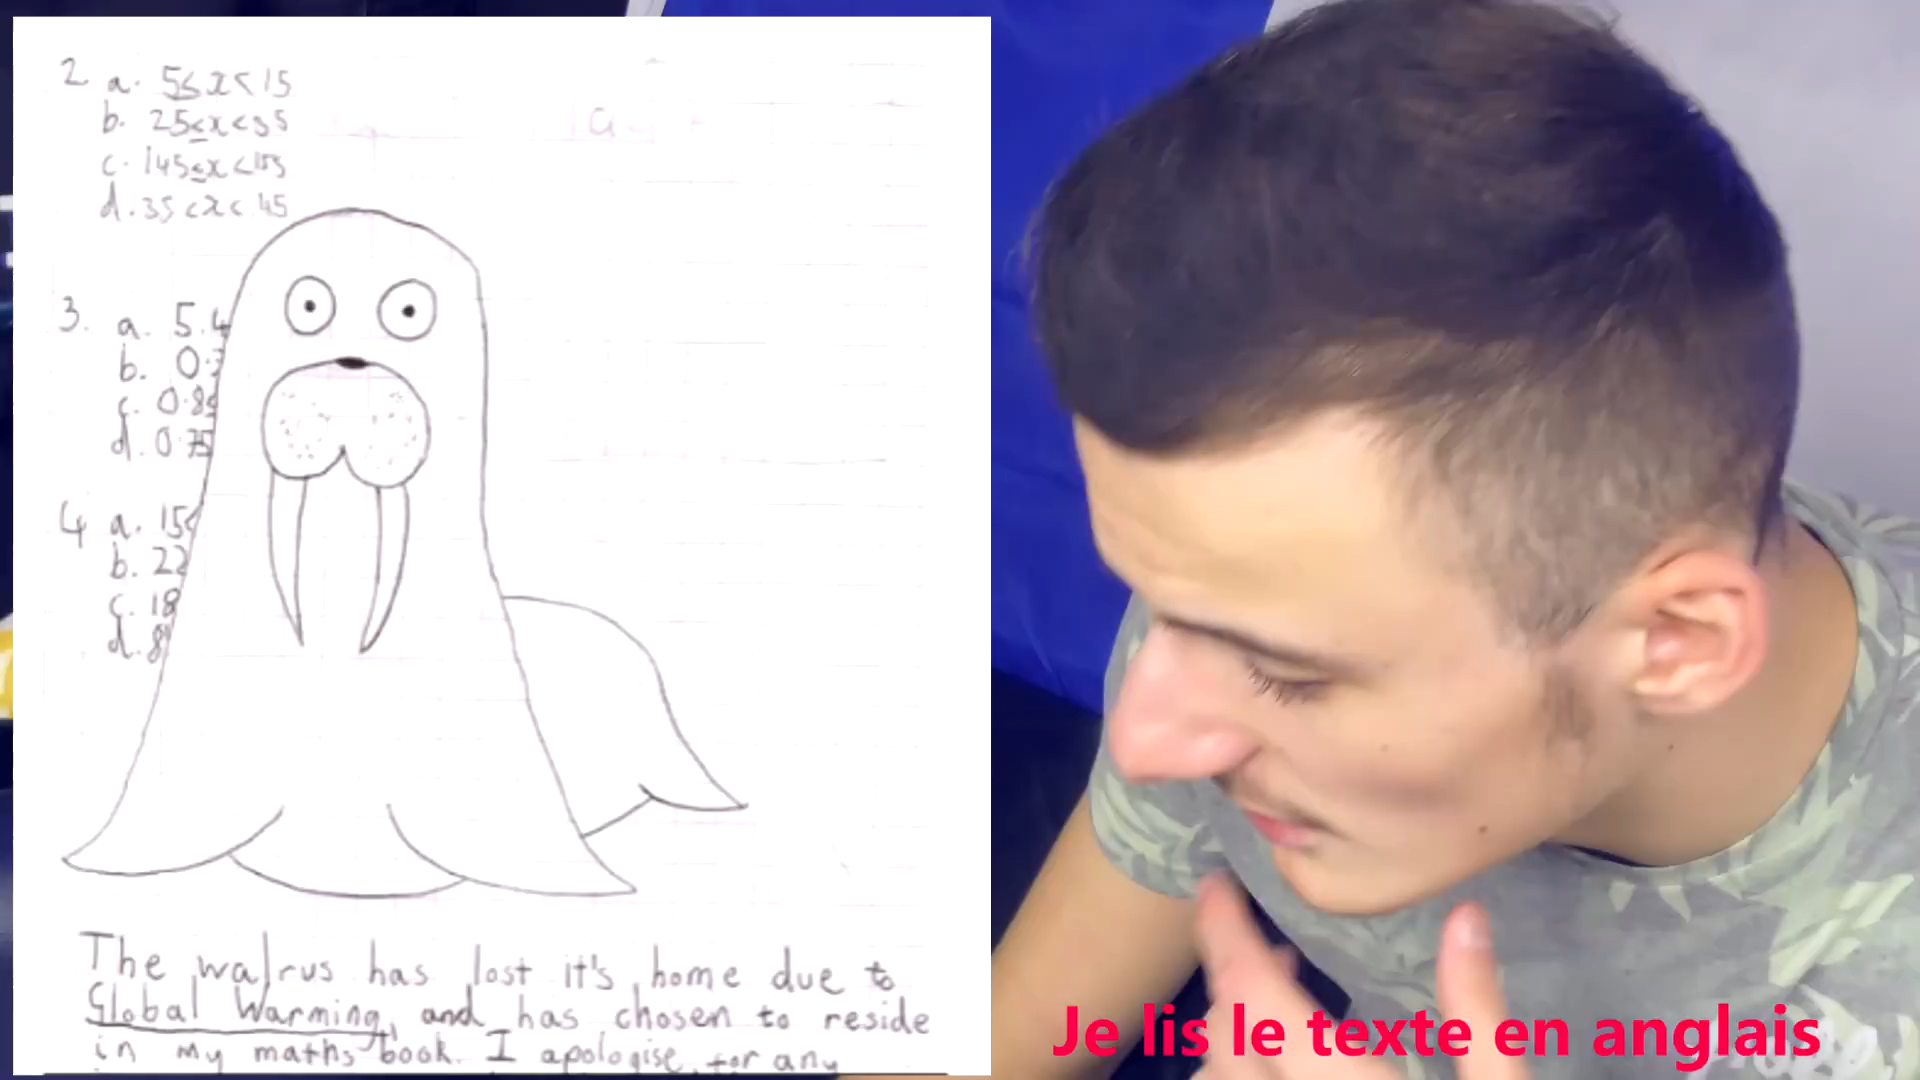 2 a. 5≤x<15
b. 25≤x<35
c. 145≤x<155
d. 35<x<45
3. a. 5.4
b. 0.
c. 0.8
d. 0.75
4 a. 15
b. 22
c. 18
d. 8
The walrus has lost it's home due to
Global Warming, and has chosen to reside
in my maths book. I apologise for any
Je lis le texte en anglais